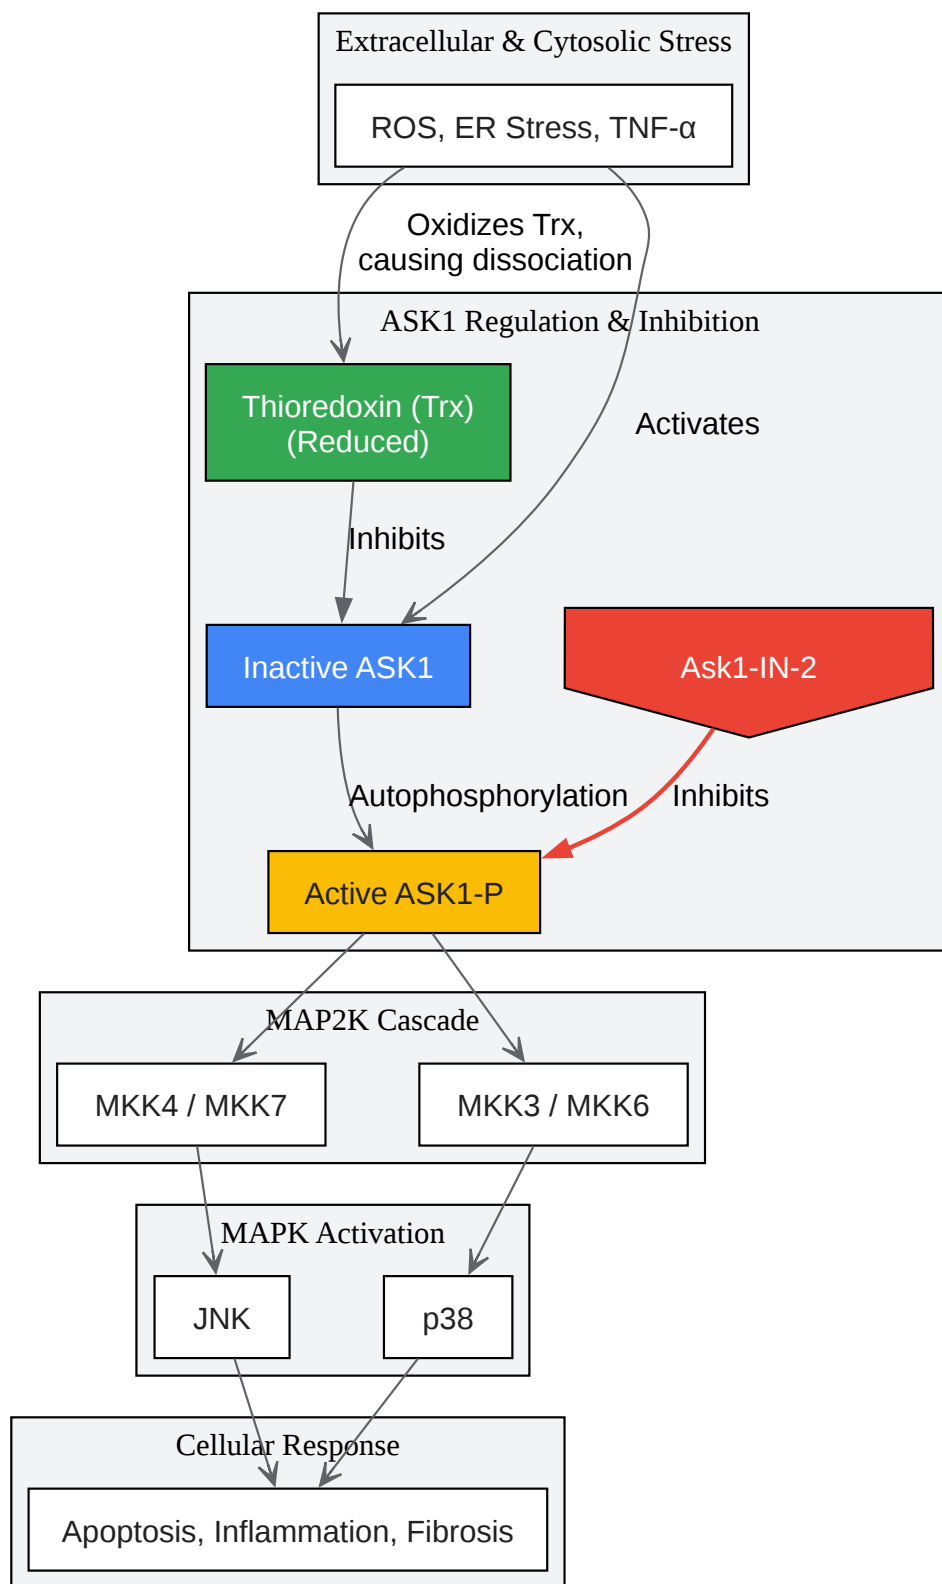 Extracellular & Cytosolic Stress
ROS, ER Stress, TNF-α
Oxidizes Trx,
causing dissociation
ASK1 Regulation & Inhibition
Thioredoxin (Trx)
(Reduced)
Activates
Inhibits
Inactive ASK1
Ask1-IN-2
Autophosphorylation
Inhibits
Active ASK1-P
MAP2K Cascade
MKK4 / MKK7
MKK3 / MKK6
MAPK Activation
JNK
p38
Cellular Response
Apoptosis, Inflammation, Fibrosis